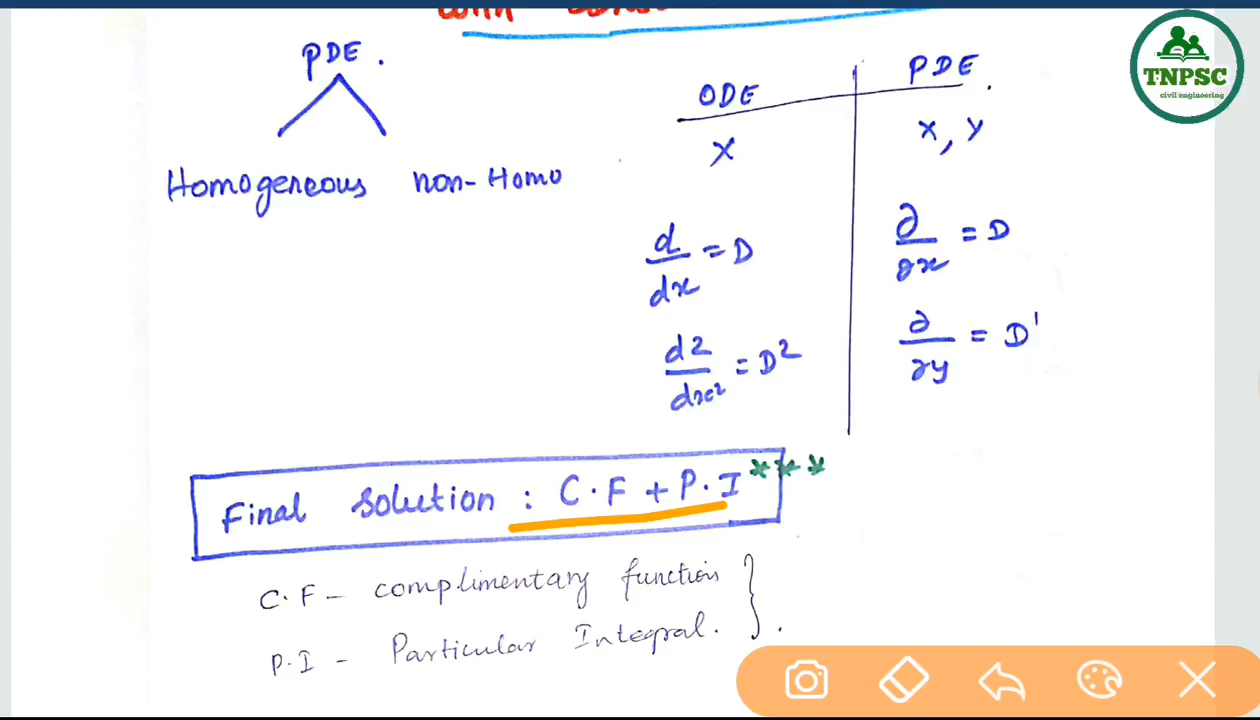 with
PDE.
Homogeneous non-Homo
ODE
PDE.
X
X, Y
d/dx = D
∂/∂x = D
d2/dx² = D²
∂/∂y = D'
Final solution : C.F + P.I ***
C.F - complimentary function
P.I - Particular Integral.
TNPSC
civil engineering